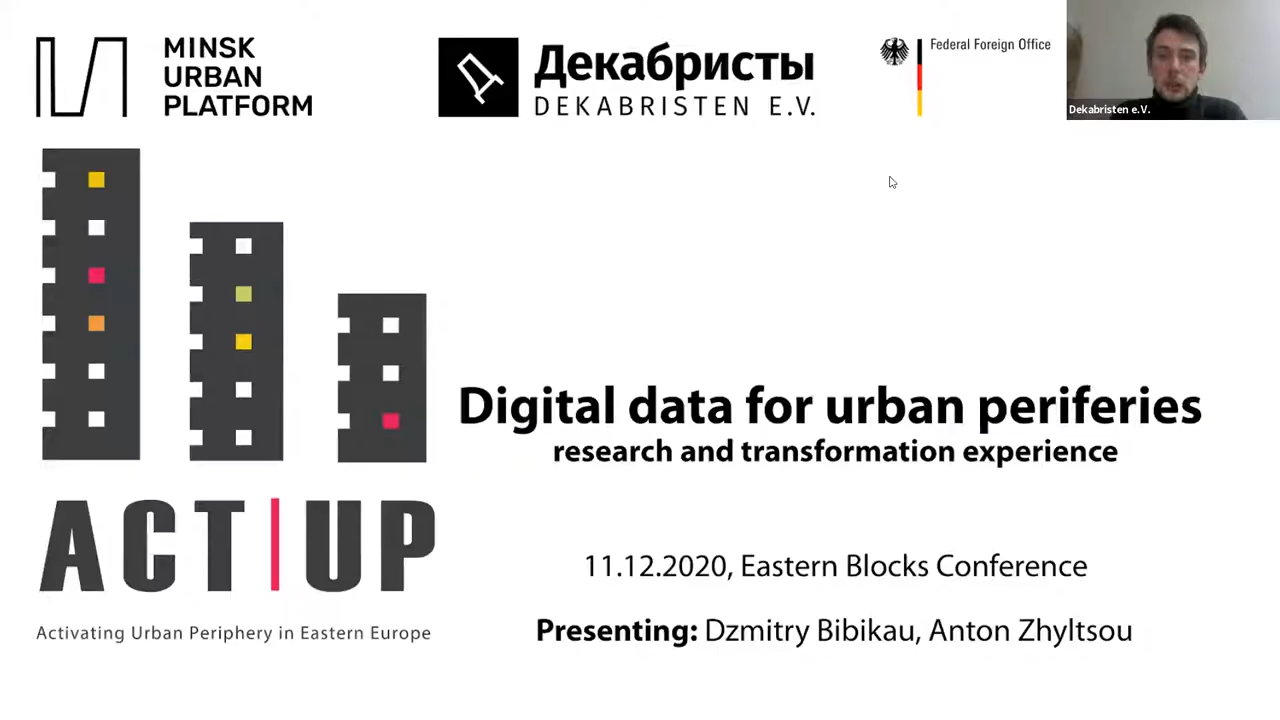 MINSK
URBAN
PLATFORM
Декабристы
DEKABRISTEN E.V.
Federal Foreign Office
Dekabristen e.V.
Digital data for urban periferies
research and transformation experience
ACT|UP
Activating Urban Periphery in Eastern Europe
11.12.2020, Eastern Blocks Conference
Presenting: Dzmitry Bibikau, Anton Zhyltsou